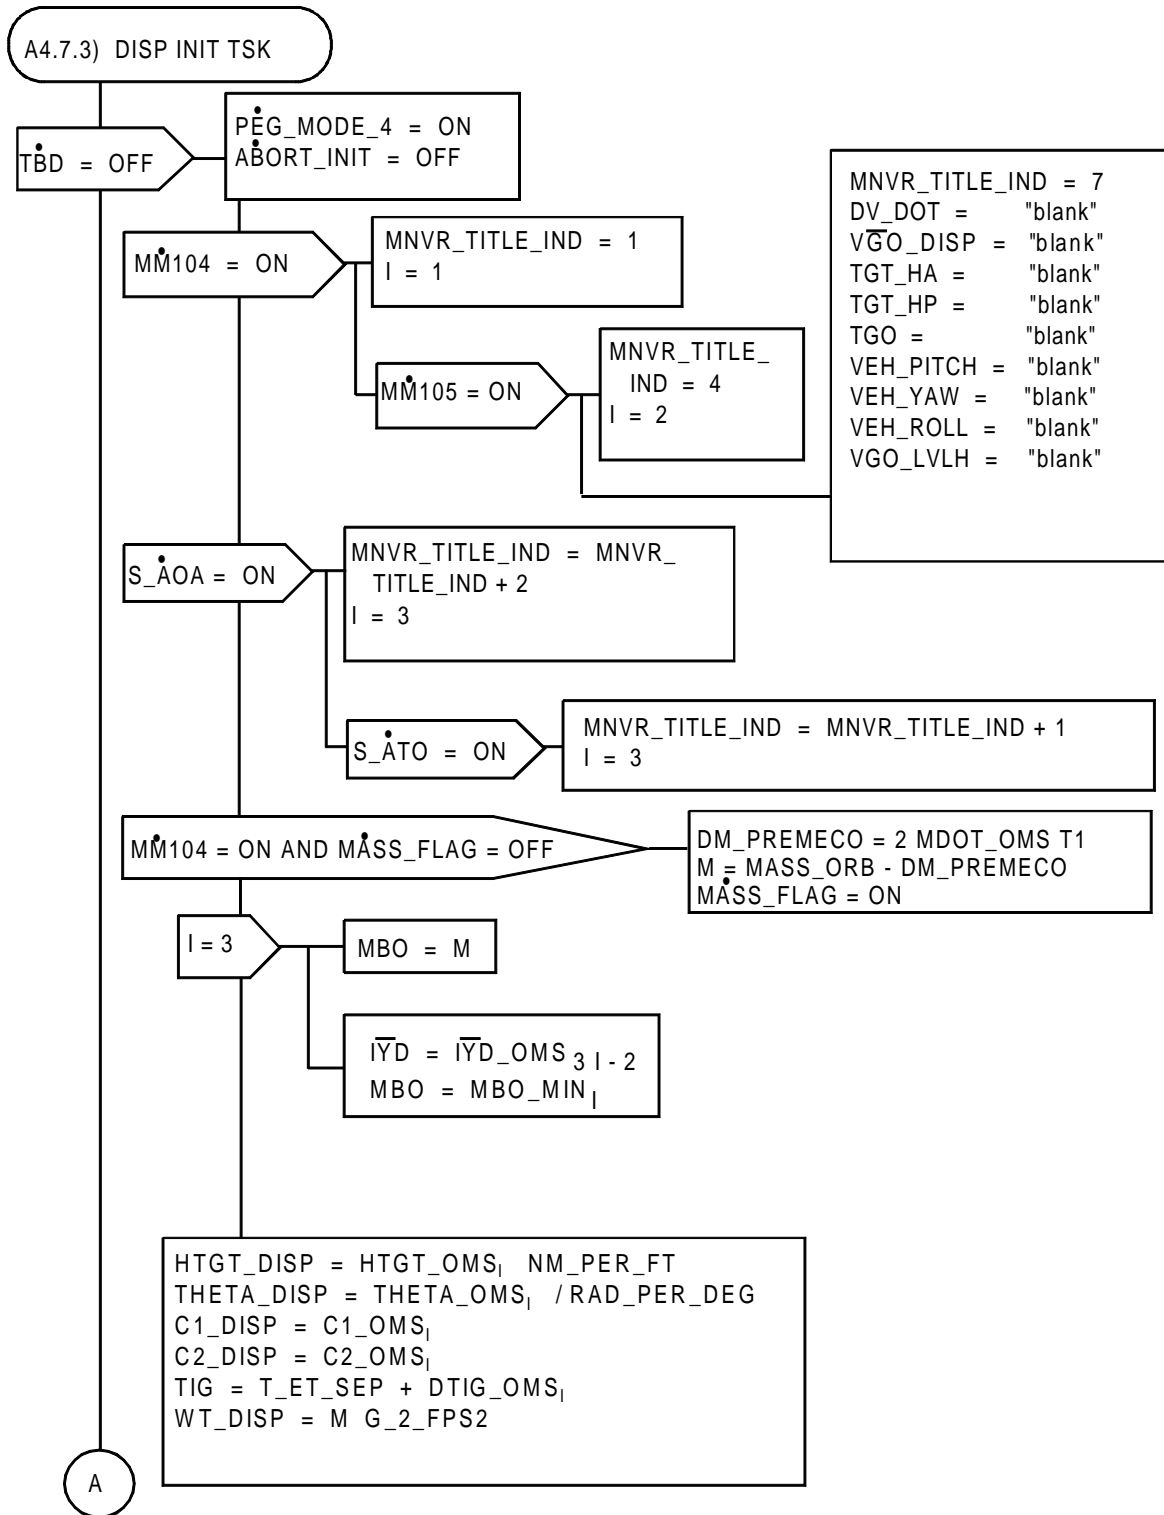 A4.7.3) DISP INIT TSK
TBD = OFF
PEG_MODE_4 = ON
ABORT_INIT = OFF
MM104 = ON
MNVR_TITLE_IND = 1
I = 1
MM105 = ON
MNVR_TITLE_
IND = 4
I = 2
MNVR_TITLE_IND = 7
DV_DOT = "blank"
VGO_DISP = "blank"
TGT_HA = "blank"
TGT_HP = "blank"
TGO = "blank"
VEH_PITCH = "blank"
VEH_YAW = "blank"
VEH_ROLL = "blank"
VGO_LVLH = "blank"
S_AOA = ON
MNVR_TITLE_IND = MNVR_
TITLE_IND + 2
I = 3
S_ATO = ON
MNVR_TITLE_IND = MNVR_TITLE_IND + 1
I = 3
MM104 = ON AND MASS_FLAG = OFF
DM_PREMECO = 2 MDOT_OMS T1
M = MASS_ORB - DM_PREMECO
MASS_FLAG = ON
I = 3
MBO = M
IYD = IYD_OMS 3 I - 2
MBO = MBO_MIN I
HTGT_DISP = HTGT_OMS I NM_PER_FT
THETA_DISP = THETA_OMS I / RAD_PER_DEG
C1_DISP = C1_OMS I
C2_DISP = C2_OMS I
TIG = T_ET_SEP + DTIG_OMS I
WT_DISP = M G_2_FPS2
A